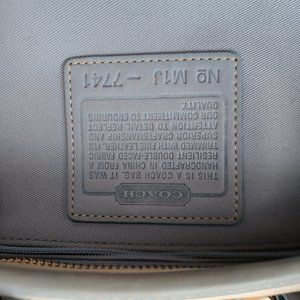 COACH
THIS IS A COACH BAG. IT WAS
HANDCRAFTED IN CHINA FROM A
RESILIENT DOUBLE-FACED FABRIC
TRIMMED WITH FINE LEATHER. ITS
SUPERIOR CRAFTSMANSHIP AND
ATTENTION TO DETAIL REFLECT
OUR COMMITMENT TO ENDURING
QUALITY.
No M1J - 7741